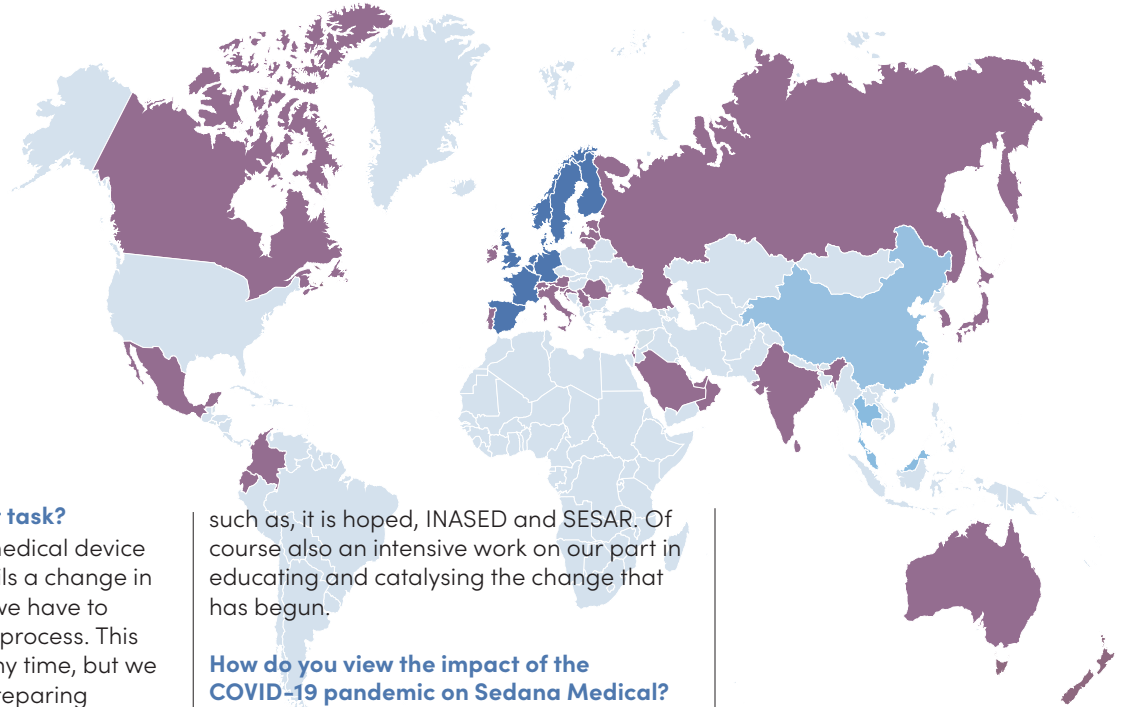 task?
medical device
ils a change in
we have to
process. This
ny time, but we
reparing
such as, it is hoped, INASED and SESAR. Of
course also an intensive work on our part in
educating and catalysing the change that
has begun.
How do you view the impact of the
COVID-19 pandemic on Sedana Medical?